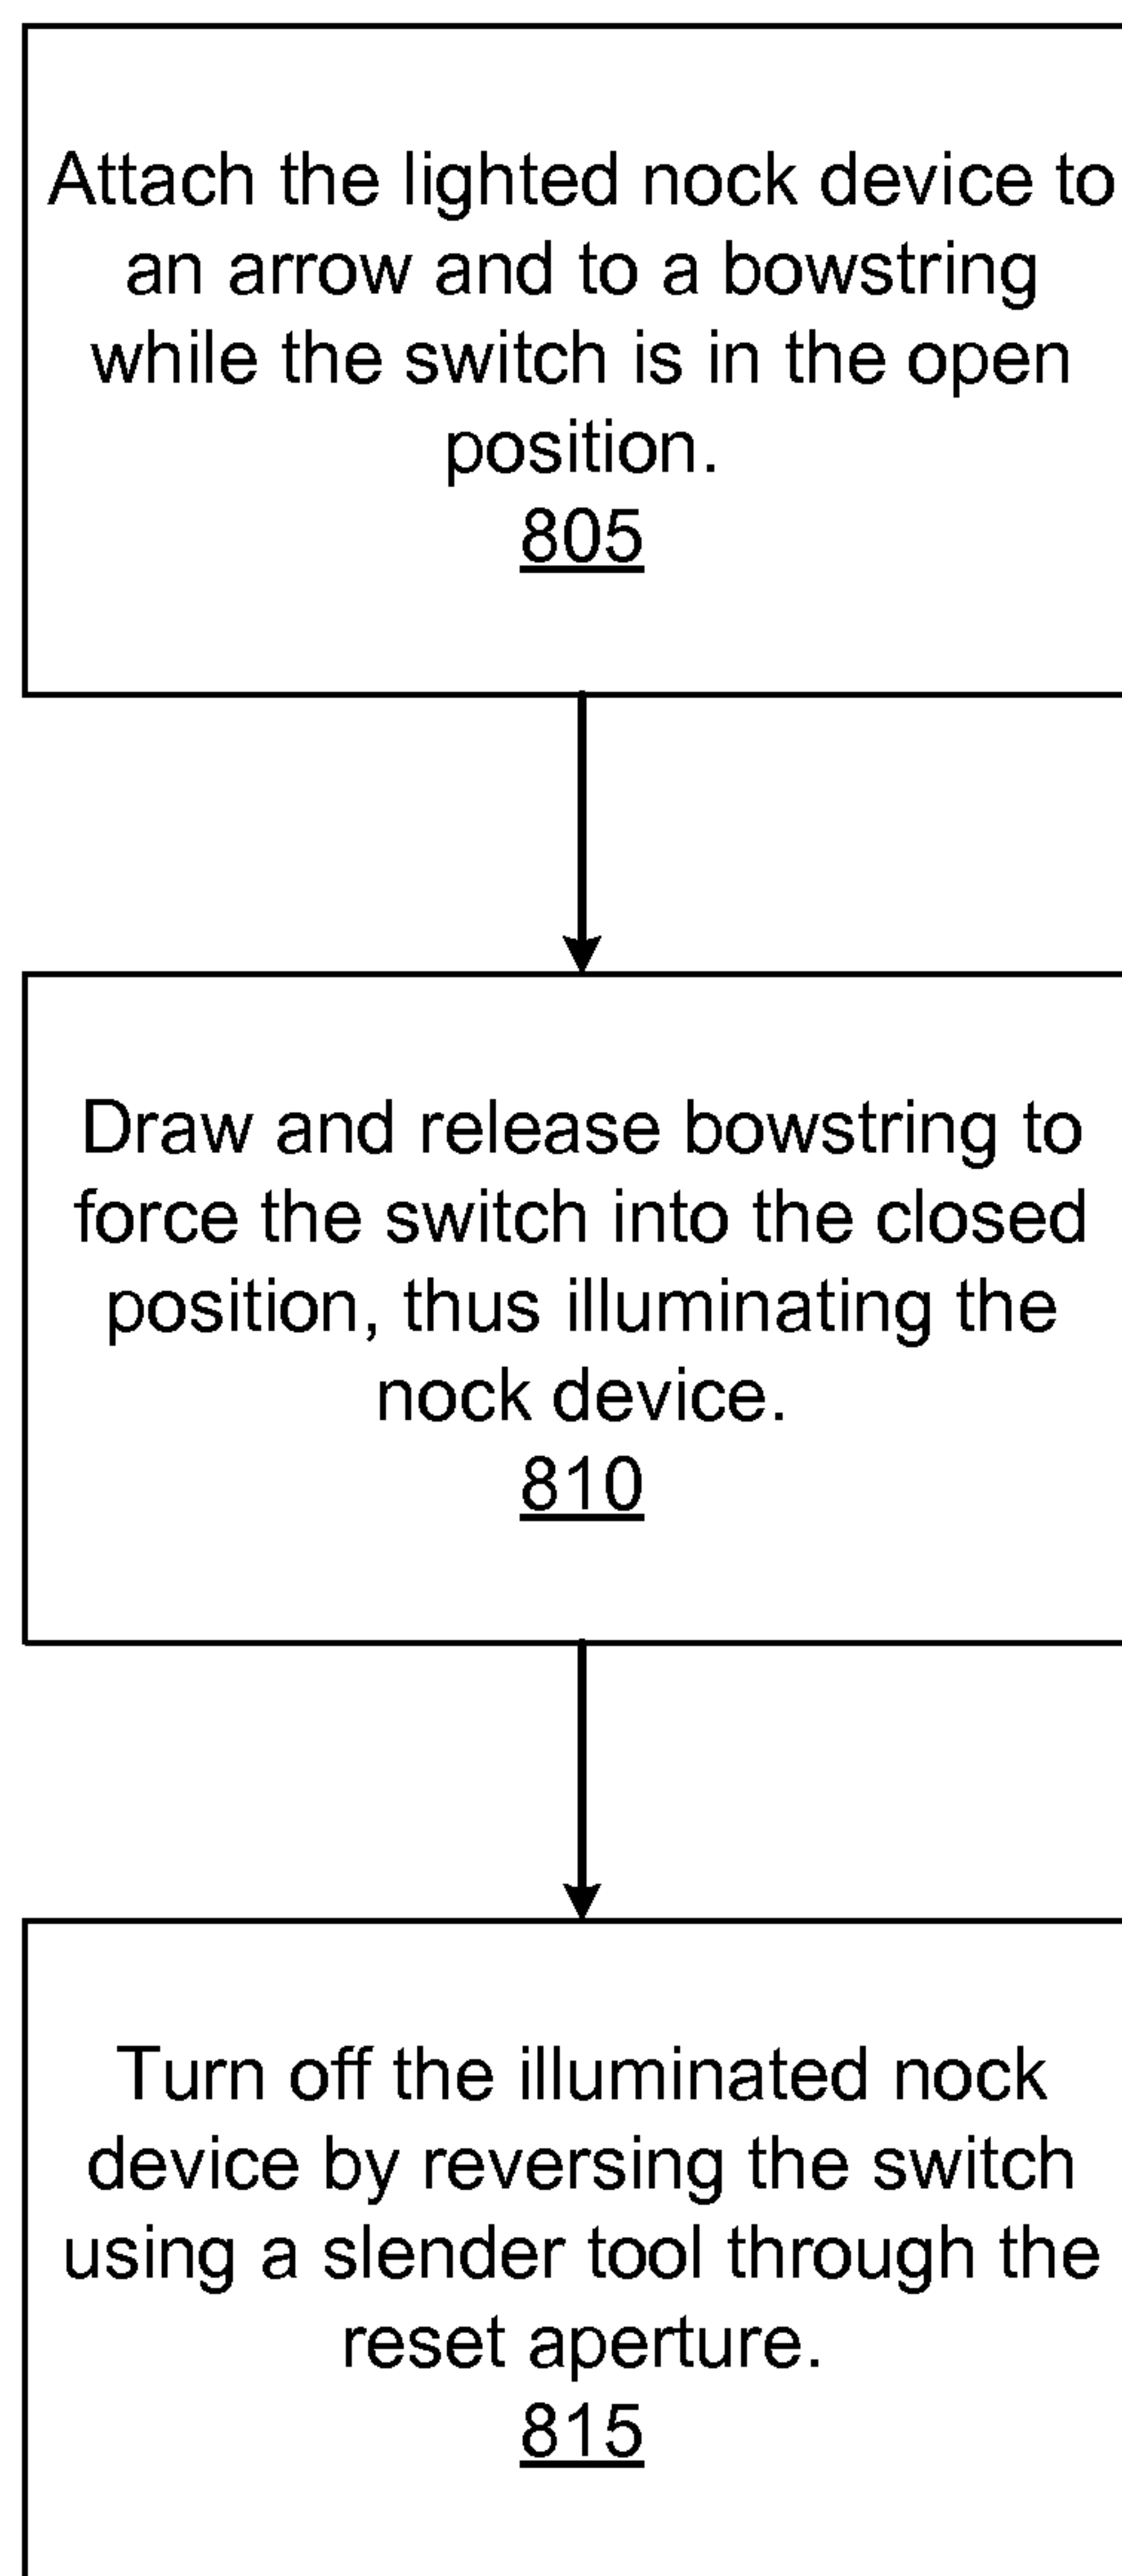 Attach the lighted nock device to
an arrow and to a bowstring
while the switch is in the open
position.
805
Draw and release bowstring to
force the switch into the closed
position, thus illuminating the
nock device.
810
Turn off the illuminated nock
device by reversing the switch
using a slender tool through the
reset aperture.
815